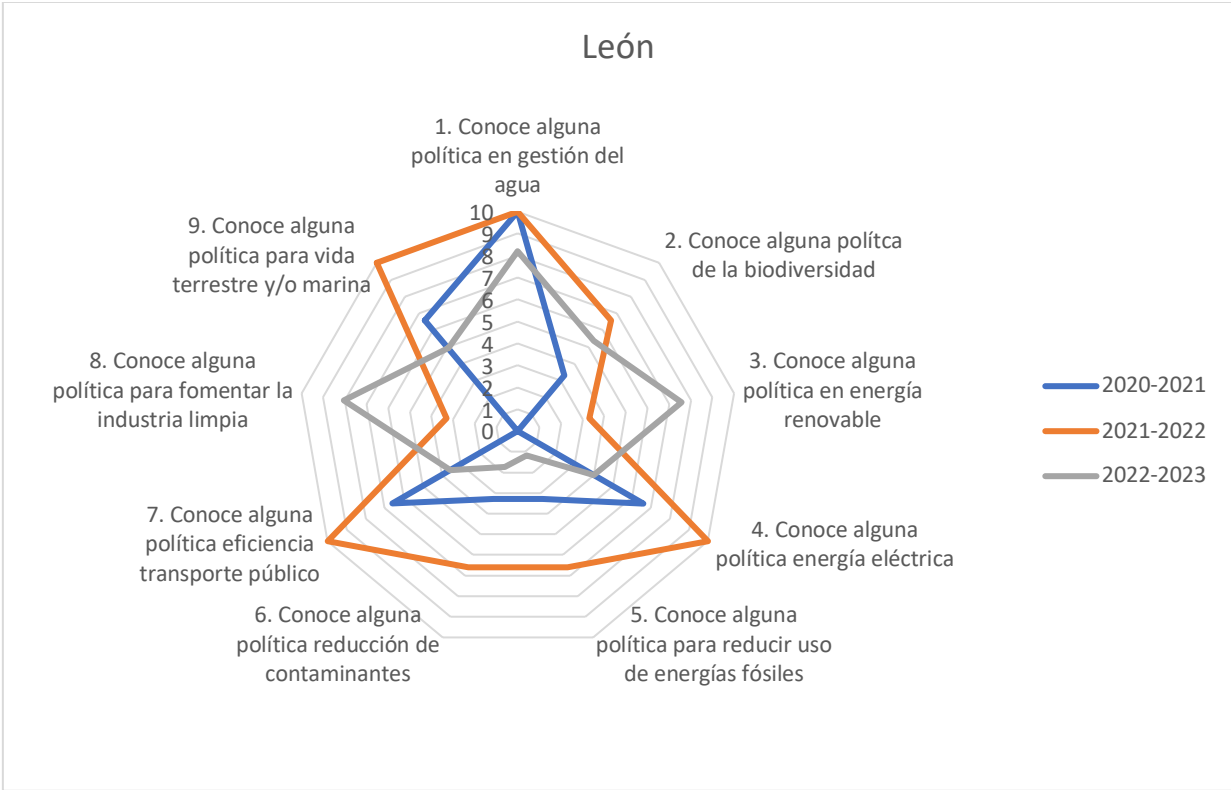 León
1. Conoce alguna
política en gestión del
agua
2. Conoce alguna polítca
de la biodiversidad
3. Conoce alguna
política en energía
renovable
4. Conoce alguna
política energía eléctrica
5. Conoce alguna
política para reducir uso
de energías fósiles
6. Conoce alguna
política reducción de
contaminantes
7. Conoce alguna
política eficiencia
transporte público
8. Conoce alguna
política para fomentar la
industria limpia
9. Conoce alguna
política para vida
terrestre y/o marina
10
9
8
7
6
5
4
3
2
1
0
2020-2021
2021-2022
2022-2023